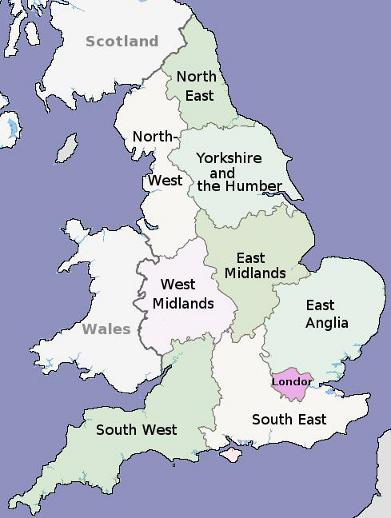 Scotland
North
East
North-
West
Yorkshire
and
the Humber
East
Midlands
West
Midlands
East
Anglia
Wales
London
South East
South West